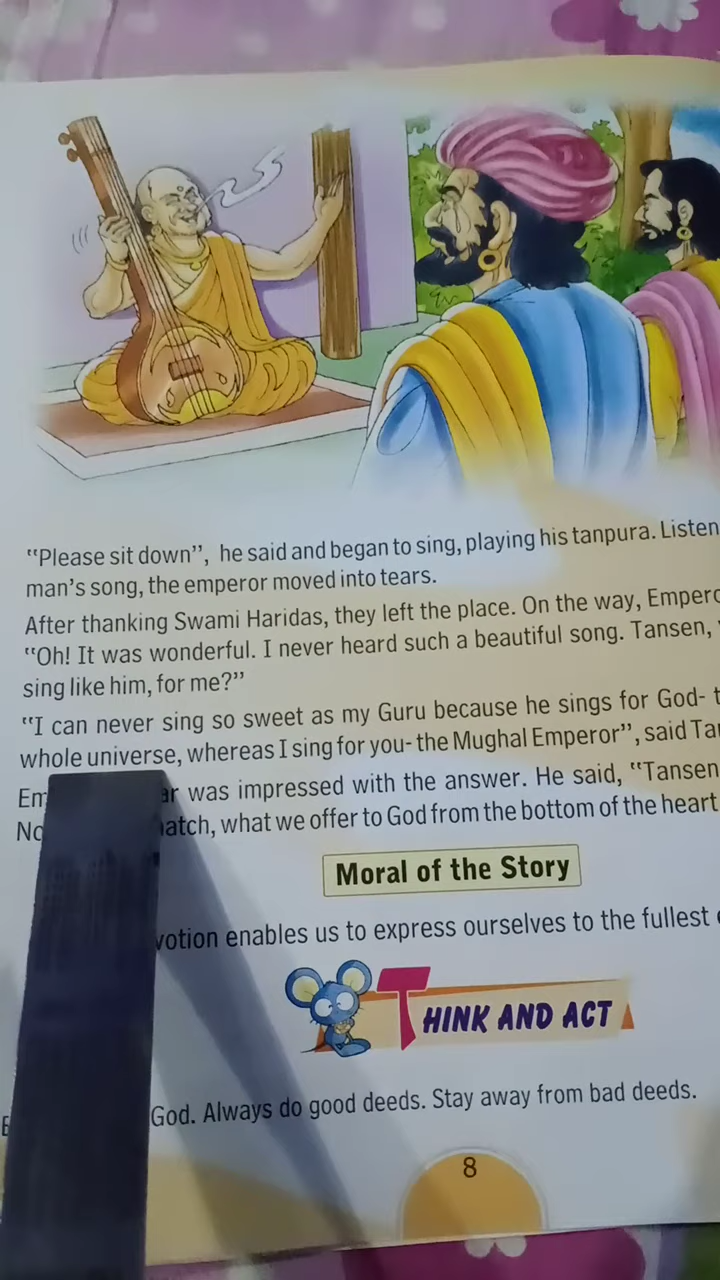 "Please sit down", he said and began to sing, playing his tanpura. Listen
man's song, the emperor moved into tears.
After thanking Swami Haridas, they left the place. On the way,
"Oh! It was wonderful. I never heard such a beautiful song. Tansen,
sing like him, for me?"
"I can never sing so sweet as my Guru because he sings for God-
whole universe, whereas I sing for you- the Mughal Emperor", said
was impressed with the answer. He said, "Tansen
what we offer to God from the bottom of the heart
Moral of the Story
enables us to express ourselves to the fullest
THINK AND ACT
God. Always do good deeds. Stay away from bad deeds.
8